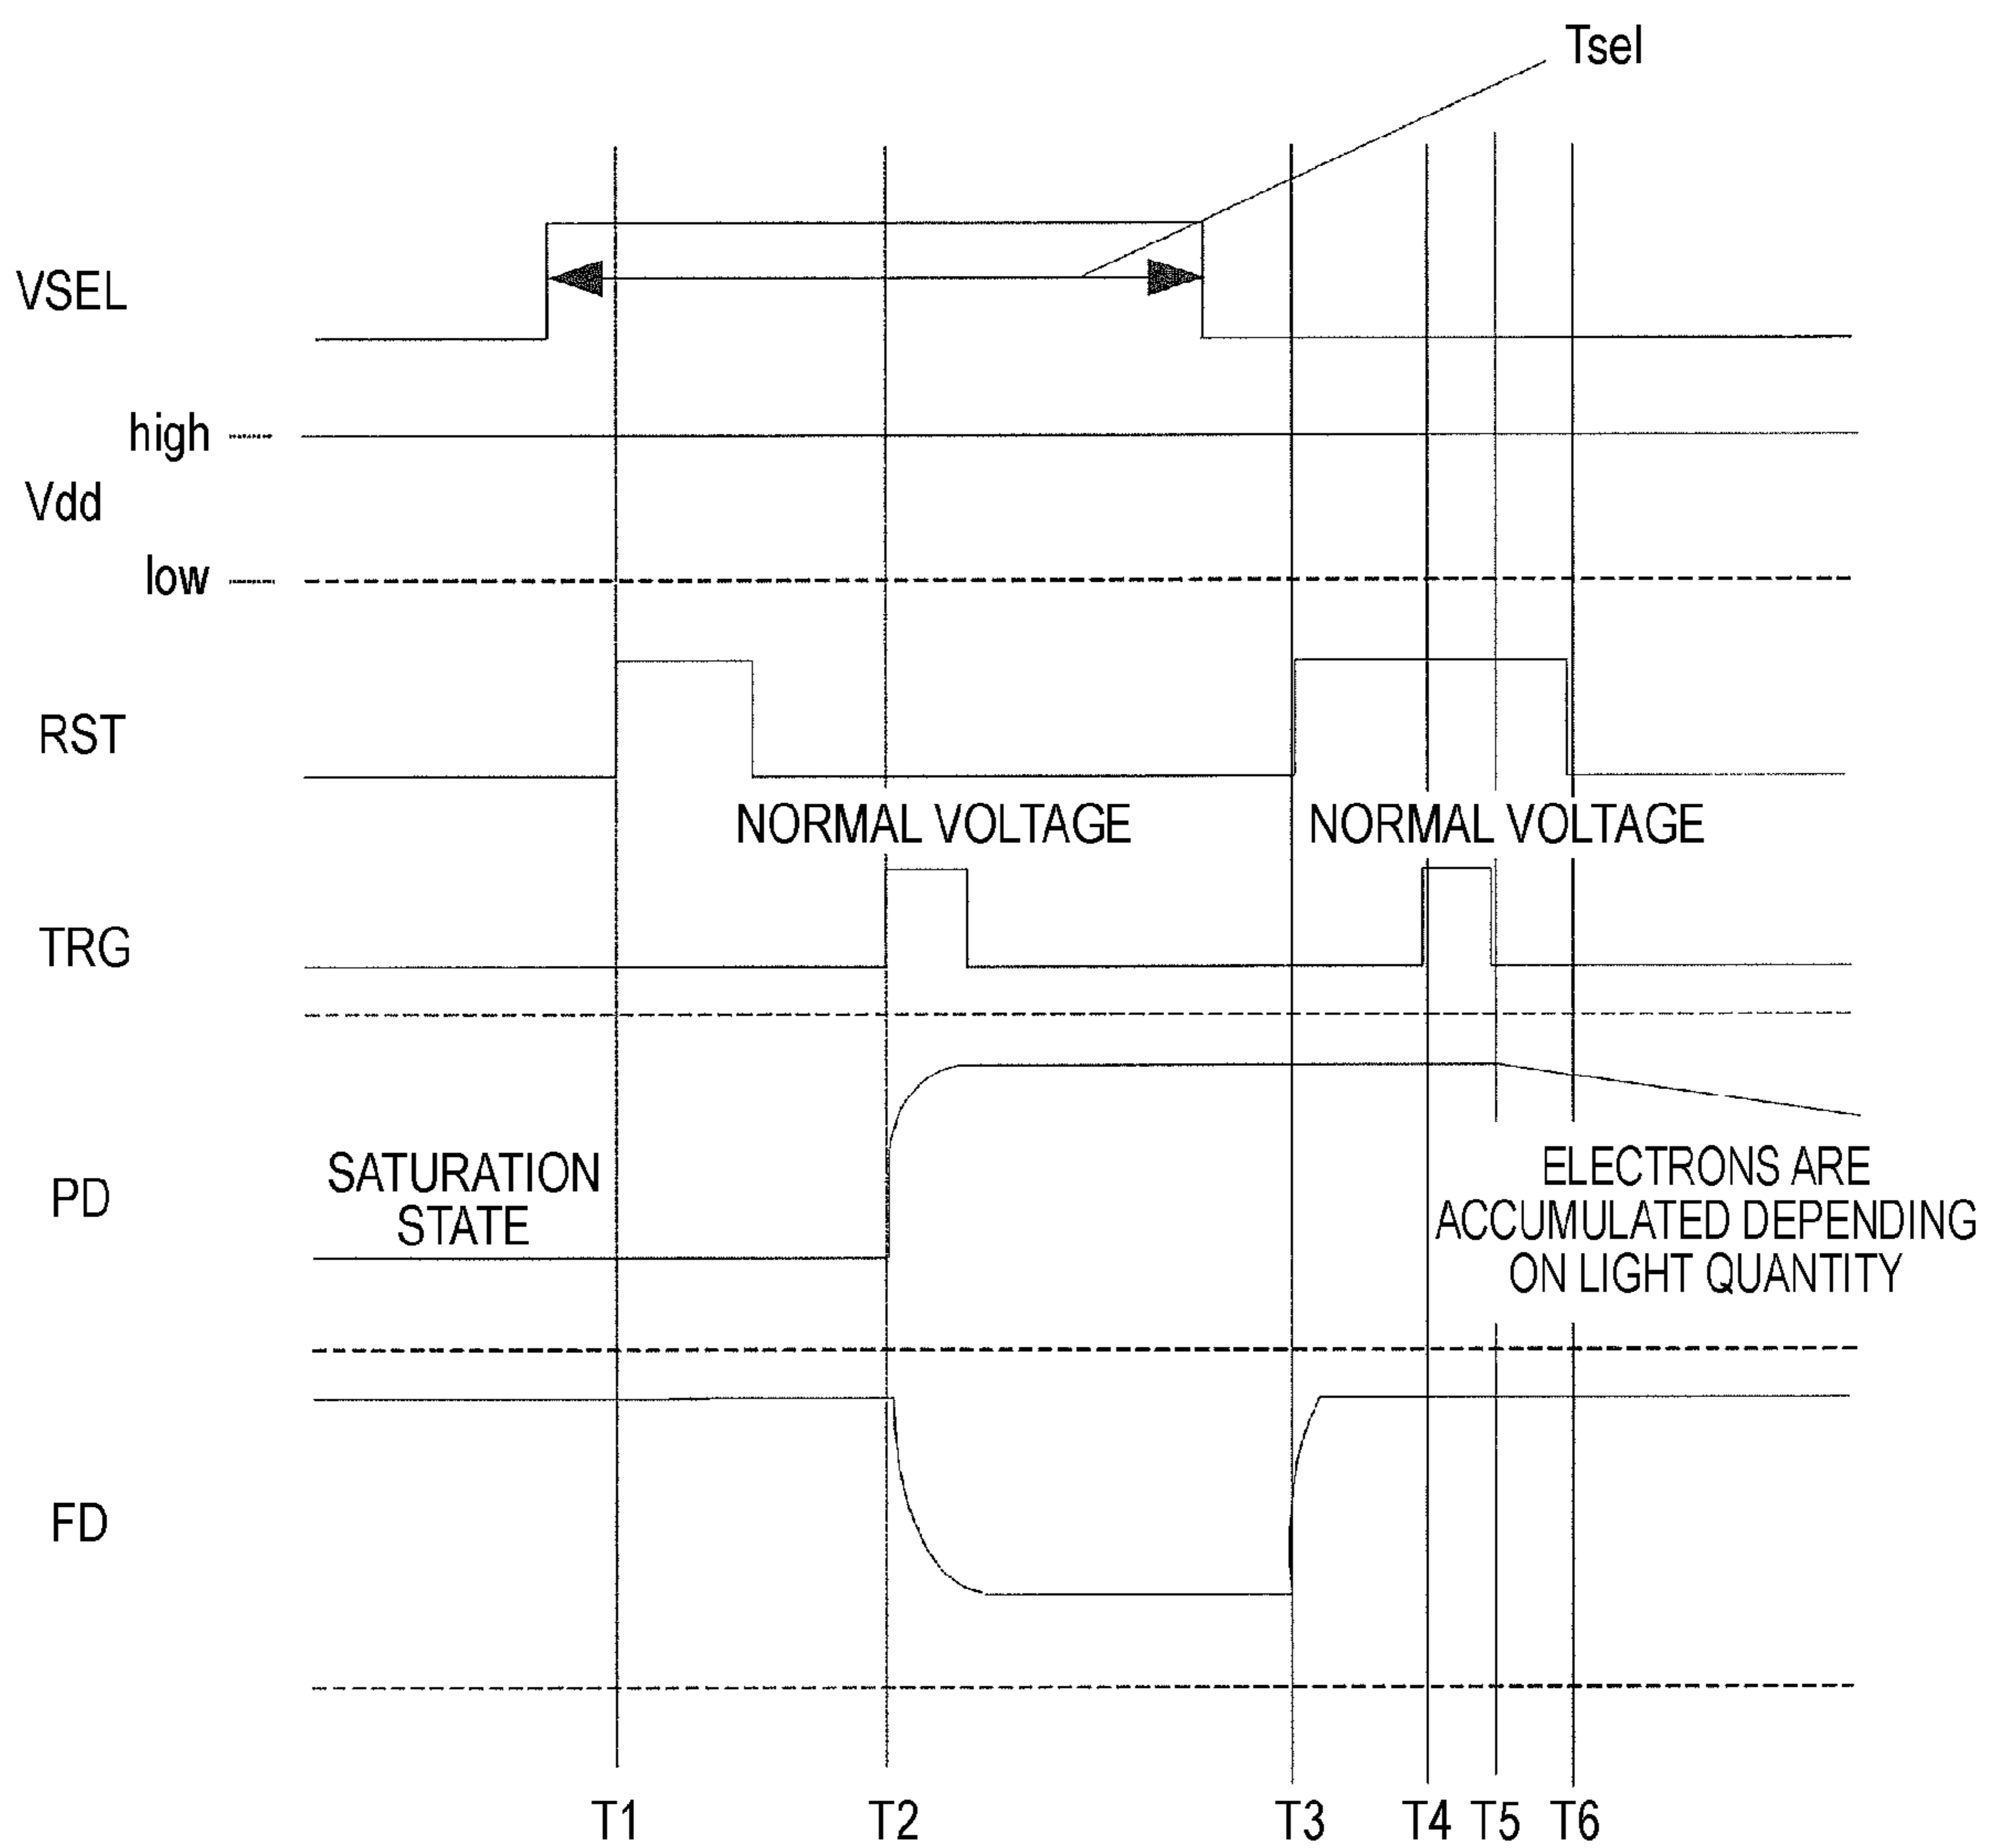 Tsel
VSEL
high
Vdd
low
RST
NORMAL VOLTAGE NORMAL VOLTAGE
TRG
SATURATION
STATE
PD
ELECTRONS ARE
ACCUMULATED DEPENDING
ON LIGHT QUANTITY
FD
T1 T2 T3 T4 T5 T6